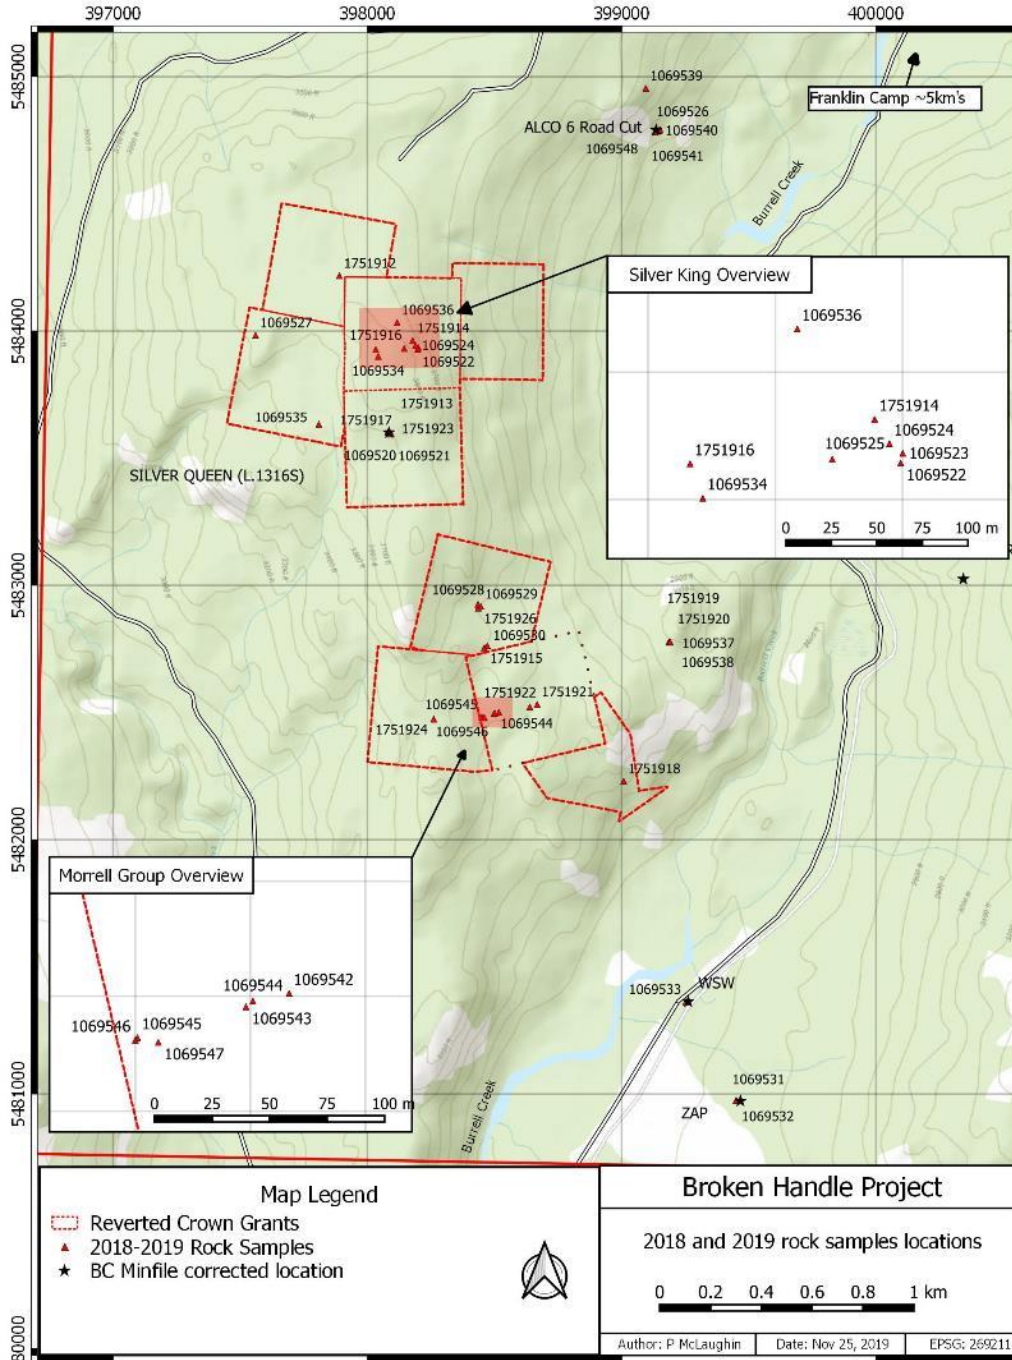 397000
398000
399000
400000
5485000
5484000
5483000
5482000
5481000
80000
1069539
Franklin Camp ~5km's
1069526
ALCO 6 Road Cut
1069540
1069548
1069541
Burrell Creek
1751912
Silver King Overview
1069536
1751914
1069524
1069525
1069523
1751916
1069522
1069534
0 25 50 75 100 m
1069527
1069536
1751916
1751914
1069524
1069522
1069534
1751913
1069535
1751917
1751923
1069520
1069521
SILVER QUEEN (L.1316S)
1069528
1069529
1751926
1069530
1751915
1751919
1751920
1069537
1069538
1751922
1751921
1069545
1069544
1751924
1069546
1751918
Morrell Group Overview
1069544
1069542
1069543
1069546
1069545
1069547
0 25 50 75 100 m
WSW
1069533
1069531
ZAP
1069532
Burrell Creek
Map Legend
Reverted Crown Grants
2018-2019 Rock Samples
BC Minfile corrected location
Broken Handle Project
2018 and 2019 rock samples locations
0 0.2 0.4 0.6 0.8 1 km
Author: P McLaughin
Date: Nov 25, 2019
EPSG: 269211